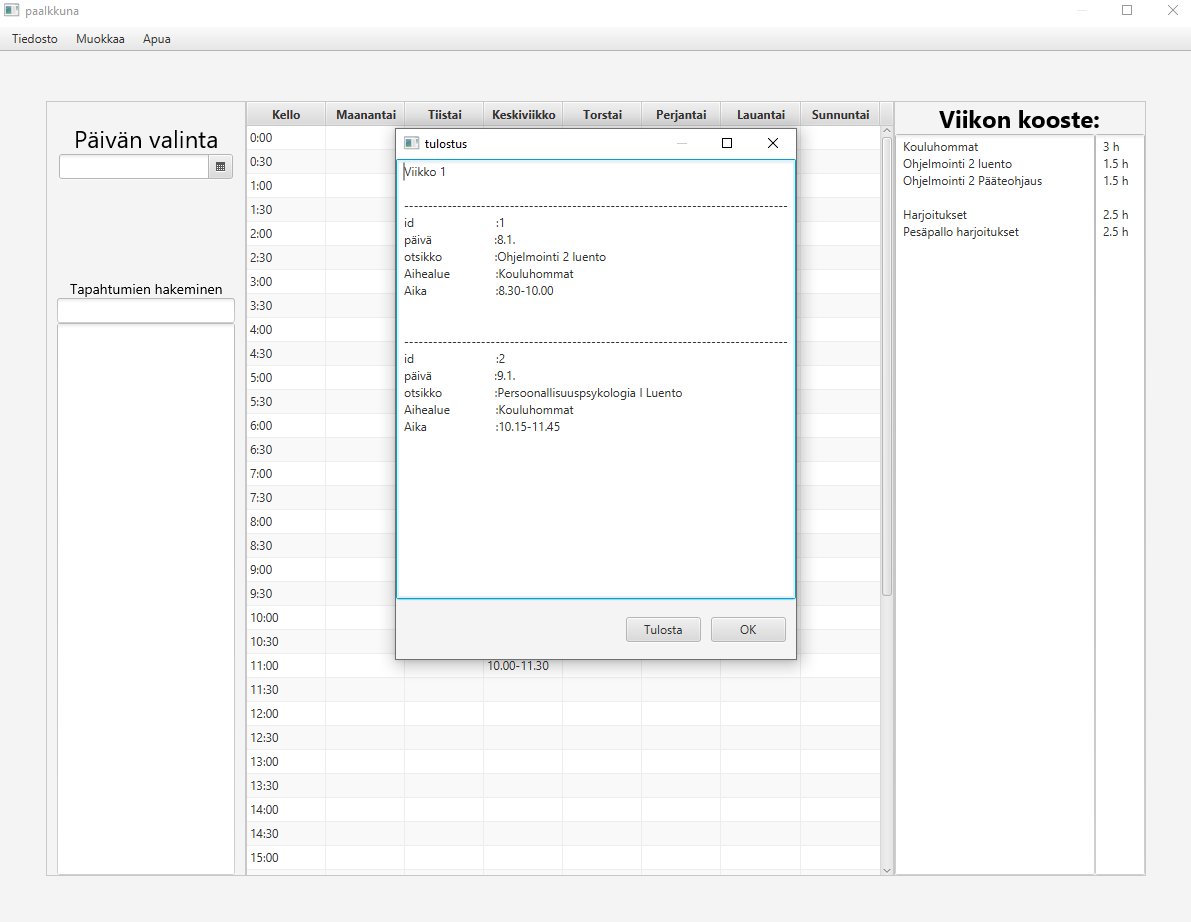 paalkkuna
Tiedosto Muokkaa Apua
Päivän valinta
Tapahtumien hakeminen
Kello Maanantai Tiistai Keskiviikko Torstai Perjantai Lauantai Sunnuntai
0:00
0:30
1:00
1:30
2:00
2:30
3:00
3:30
4:00
4:30
5:00
5:30
6:00
6:30
7:00
7:30
8:00
8:30
9:00
9:30
10:00
10:30
11:00 10.00-11.30
11:30
12:00
12:30
13:00
13:30
14:00
14:30
15:00
tulostus
Viikko 1
--------------------------------------------------------------------------------
id :1
päivä :8.1.
otsikko :Ohjelmointi 2 luento
Aihealue :Kouluhommat
Aika :8.30-10.00
--------------------------------------------------------------------------------
id :2
päivä :9.1.
otsikko :Persoonallisuuspsykologia I Luento
Aihealue :Kouluhommat
Aika :10.15-11.45
Tulosta OK
Viikon kooste:
Kouluhommat 3 h
Ohjelmointi 2 luento 1.5 h
Ohjelmointi 2 Pääteohjaus 1.5 h
Harjoitukset 2.5 h
Pesäpallo harjoitukset 2.5 h